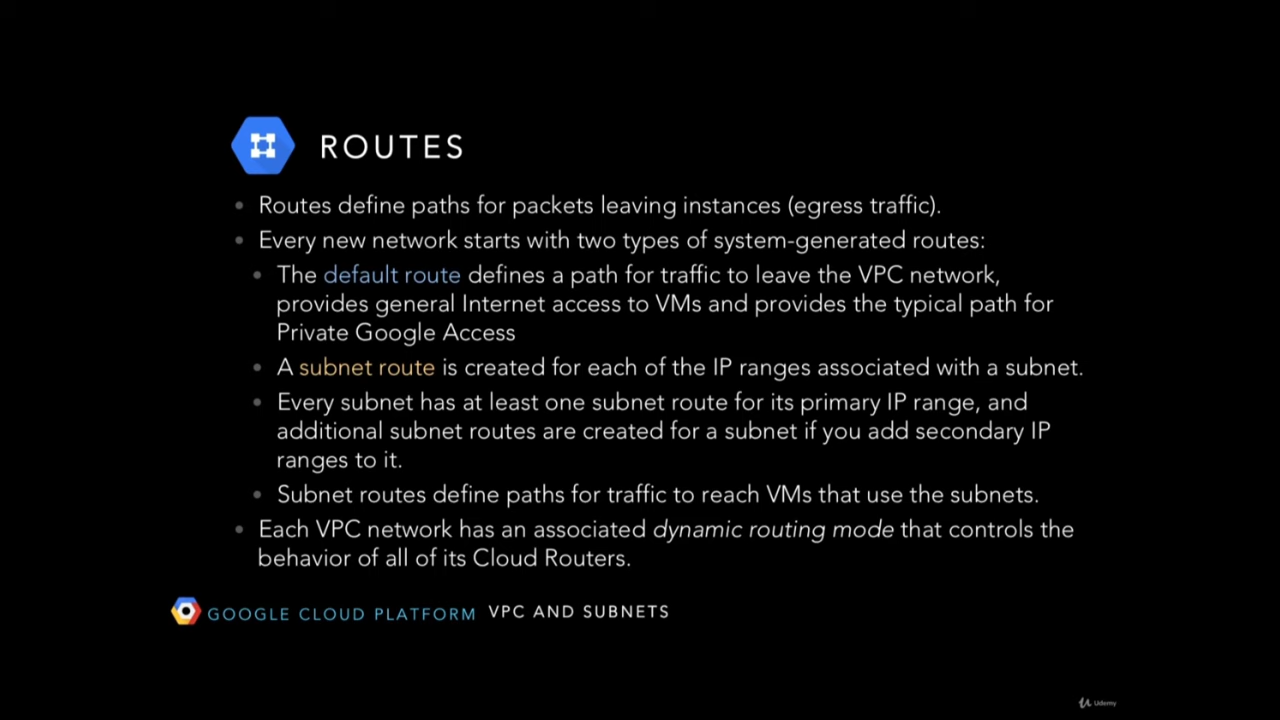 ROUTES
• Routes define paths for packets leaving instances (egress traffic).
• Every new network starts with two types of system-generated routes:
• The default route defines a path for traffic to leave the VPC network,
provides general Internet access to VMs and provides the typical path for
Private Google Access
• A subnet route is created for each of the IP ranges associated with a subnet.
• Every subnet has at least one subnet route for its primary IP range, and
additional subnet routes are created for a subnet if you add secondary IP
ranges to it.
• Subnet routes define paths for traffic to reach VMs that use the subnets.
• Each VPC network has an associated dynamic routing mode that controls the
behavior of all of its Cloud Routers.
GOOGLE CLOUD PLATFORM VPC AND SUBNETS
Udemy